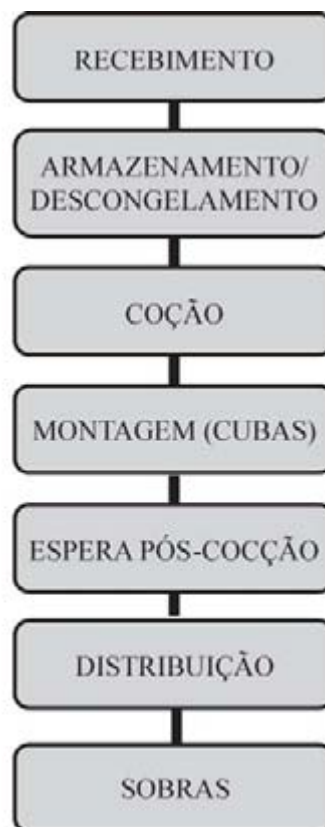 RECEBIMENTO
ARMAZENAMENTO/
DESCONGELAMENTO
COÇÃO
MONTAGEM (CUBAS)
ESPERA PÓS-COCÇÃO
DISTRIBUIÇÃO
SOBRAS